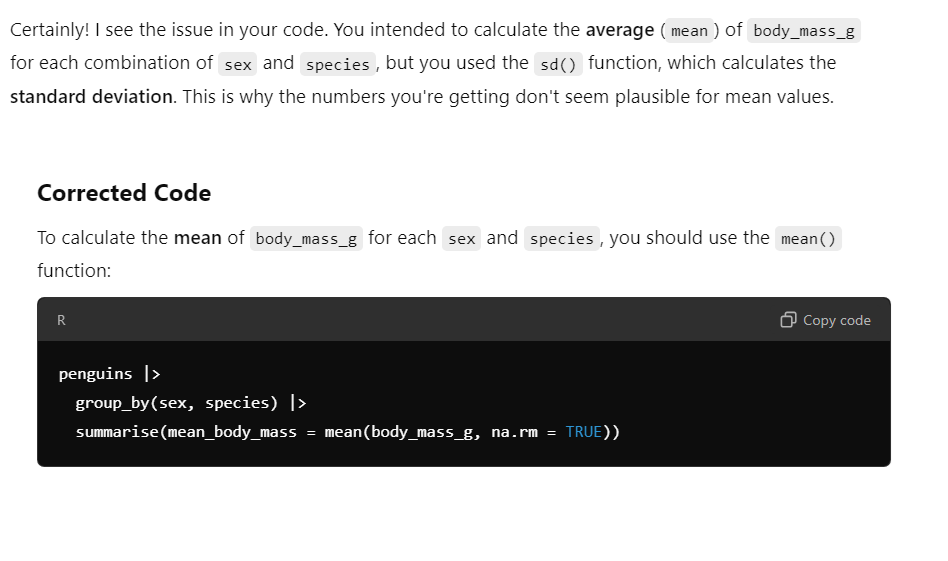 Certainly! I see the issue in your code. You intended to calculate the average (mean) of body_mass_g
for each combination of sex and species, but you used the sd() function, which calculates the
standard deviation. This is why the numbers you're getting don't seem plausible for mean values.
Corrected Code
To calculate the mean of body_mass_g for each sex and species, you should use the mean()
function:
R Copy code
penguins |>
  group_by(sex, species) |>
  summarise(mean_body_mass = mean(body_mass_g, na.rm = TRUE))